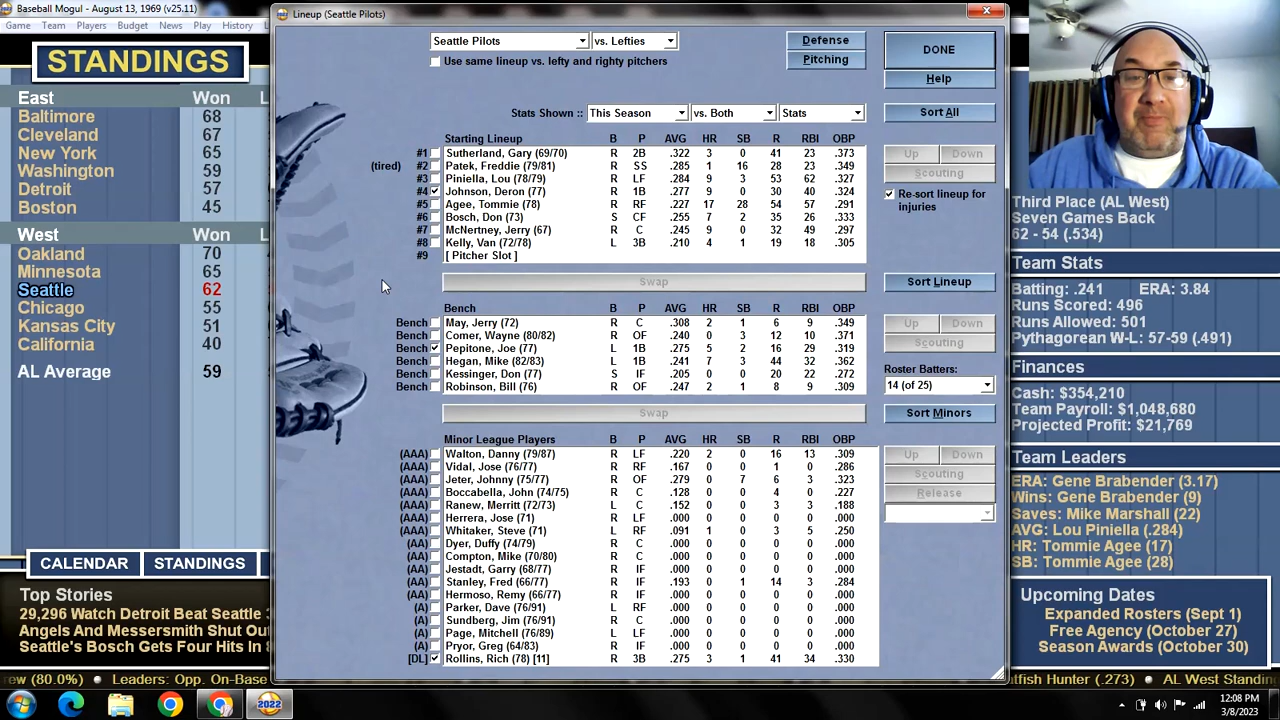 Baseball Mogul - August 13, 1969 (v25.11)
Game Team Players Budget News Play History
STANDINGS
East Won L
Baltimore 68
Cleveland 67
New York 65
Washington 59
Detroit 57
Boston 45
West Won L
Oakland 70
Minnesota 65
Seattle 62
Chicago 55
Kansas City 51
California 40
AL Average 59
CALENDAR STANDINGS
Top Stories
29,296 Watch Detroit Beat Seattle
Angels And Messersmith Shut Out
Seattle's Bosch Gets Four Hits In
Lineup (Seattle Pilots)
Seattle Pilots vs. Lefties
Use same lineup vs. lefty and righty pitchers
Defense
Pitching
DONE
Help
Stats Shown :: This Season vs. Both Stats
Sort All
Starting Lineup B P AVG HR SB R RBI OBP
#1 Sutherland, Gary (69/70) R 2B .322 3 0 41 23 .373
(tired) #2 Patek, Freddie (79/81) R SS .285 1 16 28 23 .349
#3 Piniella, Lou (78/79) R LF .284 9 3 53 62 .327
#4 Johnson, Deron (77) R 1B .277 9 0 30 40 .324
#5 Agee, Tommie (78) R RF .227 17 28 54 57 .291
#6 Bosch, Don (73) S CF .255 7 2 35 26 .333
#7 McNertney, Jerry (67) R C .245 9 0 32 49 .297
#8 Kelly, Van (72/78) L 3B .210 4 1 19 18 .305
#9 [ Pitcher Slot ]
Up Down
Scouting
Re-sort lineup for
injuries
Swap
Sort Lineup
Bench B P AVG HR SB R RBI OBP
Bench May, Jerry (72) R C .308 2 1 6 9 .349
Bench Comer, Wayne (80/82) R OF .240 0 3 12 10 .371
Bench Pepitone, Joe (77) L 1B .275 5 2 16 29 .319
Bench Hegan, Mike (82/83) L 1B .241 7 3 44 32 .362
Bench Kessinger, Don (77) S IF .205 0 0 20 22 .272
Bench Robinson, Bill (76) R OF .247 2 1 8 9 .309
Up Down
Scouting
Roster Batters:
14 (of 25)
Swap
Sort Minors
Minor League Players B P AVG HR SB R RBI OBP
(AAA) Walton, Danny (79/87) R LF .220 2 0 16 13 .309
(AAA) Vidal, Jose (76/77) R RF .167 0 0 1 0 .286
(AAA) Jeter, Johnny (75/77) R OF .279 0 7 6 3 .323
(AAA) Boccabella, John (74/75) R C .128 0 0 4 0 .227
(AAA) Ranew, Merritt (72/73) L C .152 0 0 3 3 .188
(AAA) Herrera, Jose (71) R LF .000 0 0 0 0 .000
(AAA) Whitaker, Steve (71) L RF .091 1 0 3 5 .250
(AA) Dyer, Duffy (74/79) R C .000 0 0 0 0 .000
(AA) Compton, Mike (70/80) R C .000 0 0 0 0 .000
(AA) Jestadt, Garry (68/77) R IF .000 0 0 0 0 .000
(AA) Stanley, Fred (66/77) R IF .193 0 1 14 3 .284
(AA) Hermoso, Remy (66/77) R IF .000 0 0 0 0 .000
(A) Parker, Dave (76/91) L RF .000 0 0 0 0 .000
(A) Sundberg, Jim (76/91) R C .000 0 0 0 0 .000
(A) Page, Mitchell (76/89) L LF .000 0 0 0 0 .000
(A) Pryor, Greg (64/83) R IF .000 0 0 0 0 .000
[DL] Rollins, Rich (78) [11] R 3B .275 3 1 41 34 .330
Up Down
Scouting
Release
Third Place (AL West)
Seven Games Back
62 - 54 (.534)
Team Stats
Batting: .241 ERA: 3.84
Runs Scored: 496
Runs Allowed: 501
Pythagorean W-L: 57-59 (.491)
Finances
Cash: $354,210
Team Payroll: $1,048,680
Projected Profit: $21,769
Team Leaders
ERA: Gene Brabender (3.17)
Wins: Gene Brabender (9)
Saves: Mike Marshall (22)
AVG: Lou Piniella (.284)
HR: Tommie Agee (17)
SB: Tommie Agee (28)
Upcoming Dates
Expanded Rosters (Sept 1)
Free Agency (October 27)
Season Awards (October 30)
rew (80.0%) Leaders: Opp. On-Base
tfish Hunter (.273) AL West Standin
2022
12:08 PM
3/8/2023